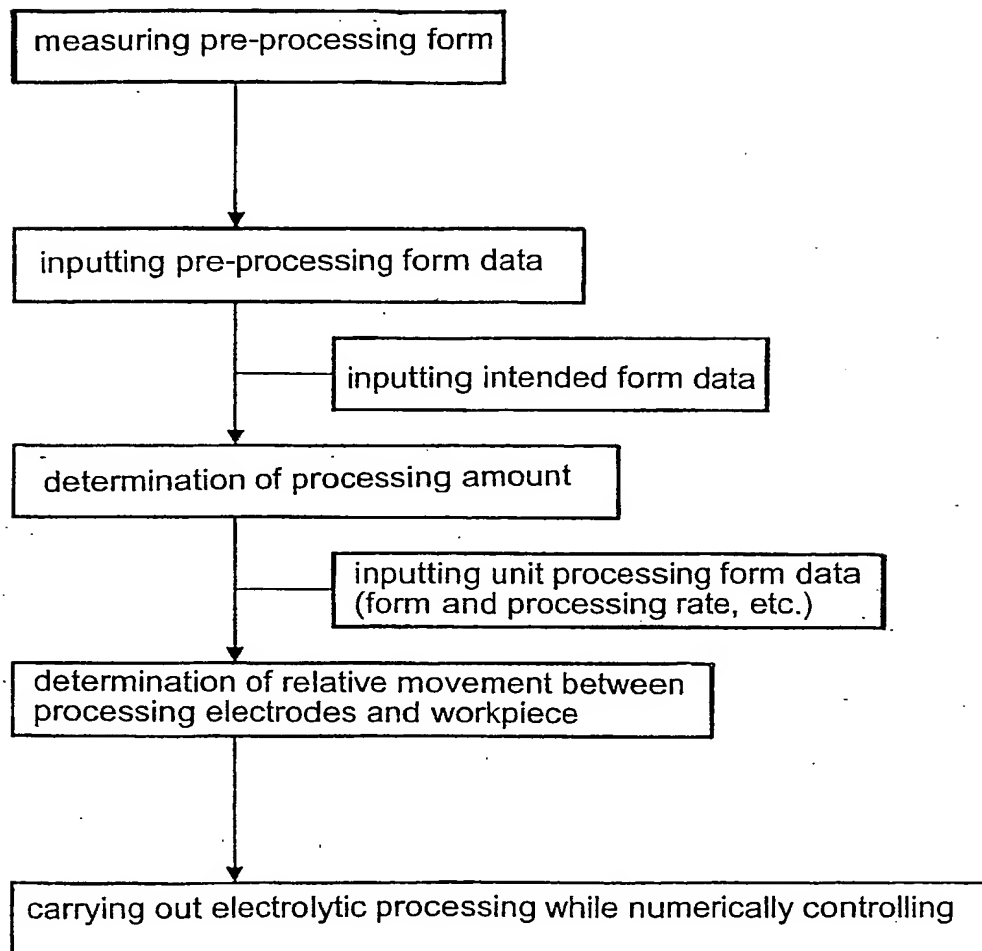 measuring pre-processing form
inputting pre-processing form data
inputting intended form data
determination of processing amount
inputting unit processing form data
(form and processing rate, etc.)
determination of relative movement between
processing electrodes and workpiece
carrying out electrolytic processing while numerically controlling